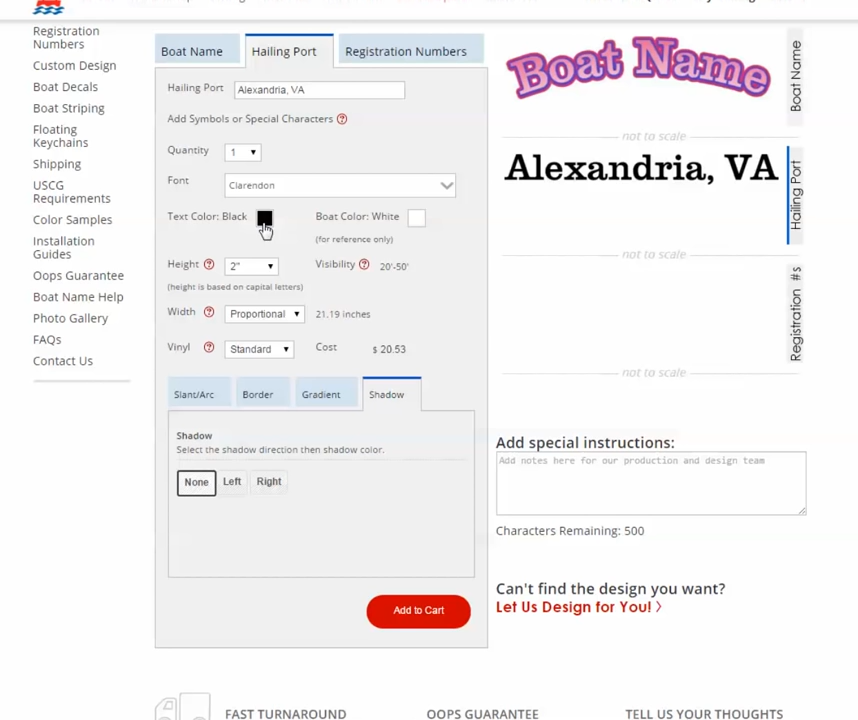 Registration
Numbers
Custom Design
Boat Decals
Boat Striping
Floating
Keychains
Shipping
USCG
Requirements
Color Samples
Installation
Guides
Oops Guarantee
Boat Name Help
Photo Gallery
FAQs
Contact Us
Boat Name
Hailing Port
Registration Numbers
Hailing Port
Alexandria, VA
Add Symbols or Special Characters ?
Quantity
1
Font
Clarendon
Text Color: Black
Boat Color: White
(for reference only)
Height ?
2"
Visibility ?
20'-50'
(height is based on capital letters)
Width ?
Proportional
21.19 inches
Vinyl ?
Standard
Cost
$ 20.53
Slant/Arc
Border
Gradient
Shadow
Shadow
Select the shadow direction then shadow color.
None
Left
Right
Add to Cart
Boat Name
Boat Name
not to scale
Alexandria, VA
Hailing Port
not to scale
Registration #s
not to scale
Add special instructions:
Add notes here for our production and design team
Characters Remaining: 500
Can't find the design you want?
Let Us Design for You! >
FAST TURNAROUND
OOPS GUARANTEE
TELL US YOUR THOUGHTS